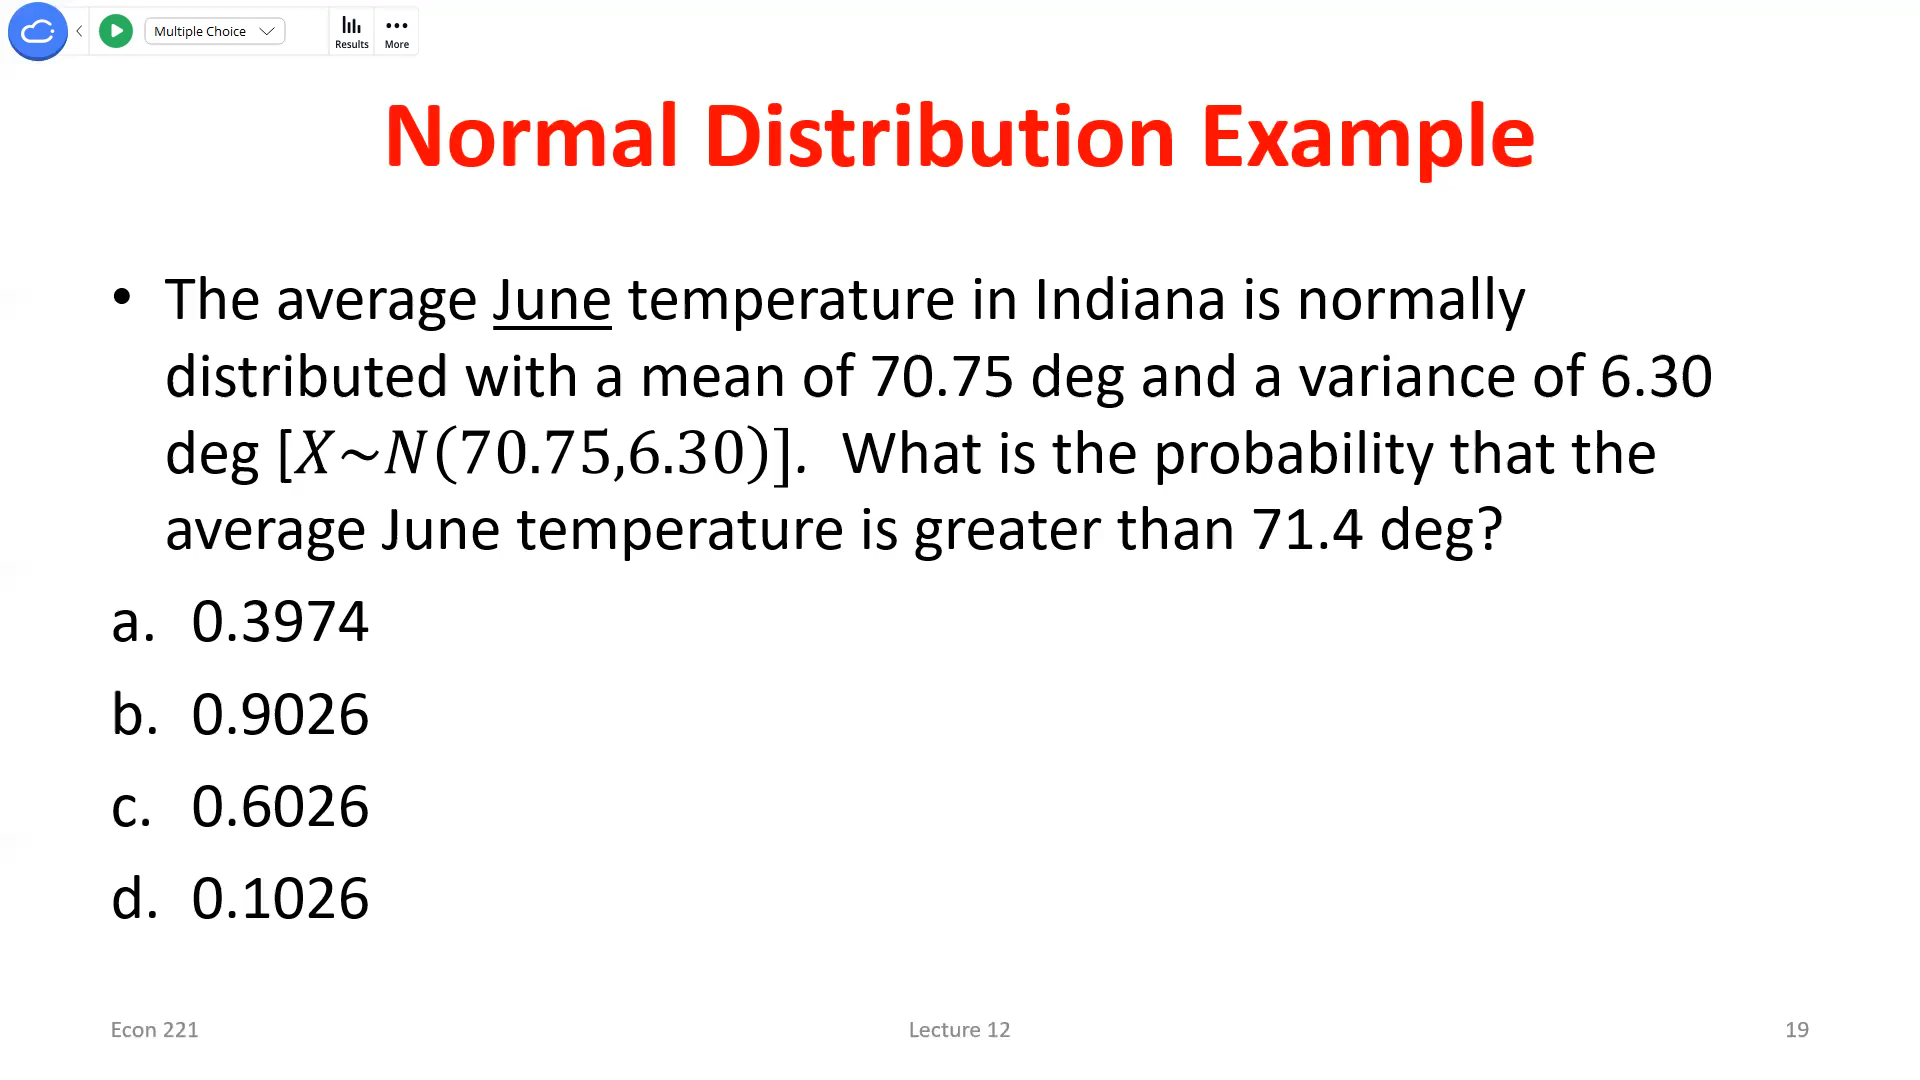 Multiple Choice
Results
More
Normal Distribution Example
• The average June temperature in Indiana is normally
distributed with a mean of 70.75 deg and a variance of 6.30
deg [X~N(70.75,6.30)]. What is the probability that the
average June temperature is greater than 71.4 deg?
a. 0.3974
b. 0.9026
c. 0.6026
d. 0.1026
Econ 221
Lecture 12
19